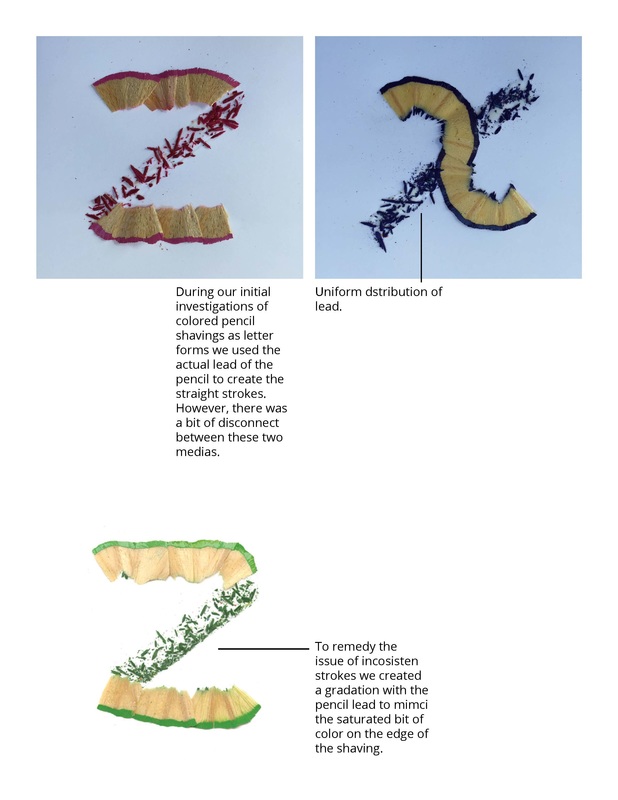 During our initial
investigations of
colored pencil
shavings as letter
forms we used the
actual lead of the
pencil to create the
straight strokes.
However, there was
a bit of disconnect
between these two
medias.
Uniform dstribution of
lead.
To remedy the
issue of incosisten
strokes we created
a gradation with the
pencil lead to mimci
the saturated bit of
color on the edge of
the shaving.